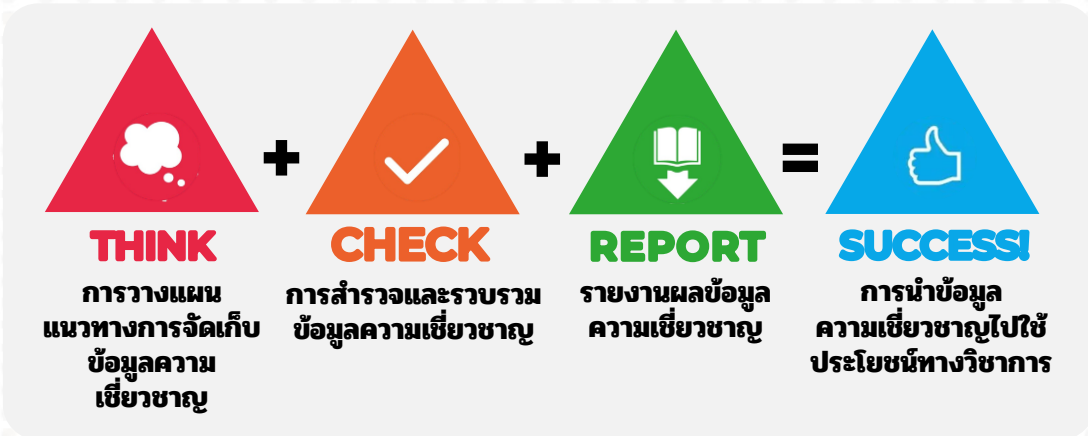 THINK
การวางแผน
แนวทางการจัดเก็บ
ข้อมูลความ
เชี่ยวชาญ
+
CHECK
การสำรวจและรวบรวม
ข้อมูลความเชี่ยวชาญ
+
REPORT
รายงานผลข้อมูล
ความเชี่ยวชาญ
=
SUCCESS!
การนำข้อมูล
ความเชี่ยวชาญไปใช้
ประโยชน์ทางวิชาการ